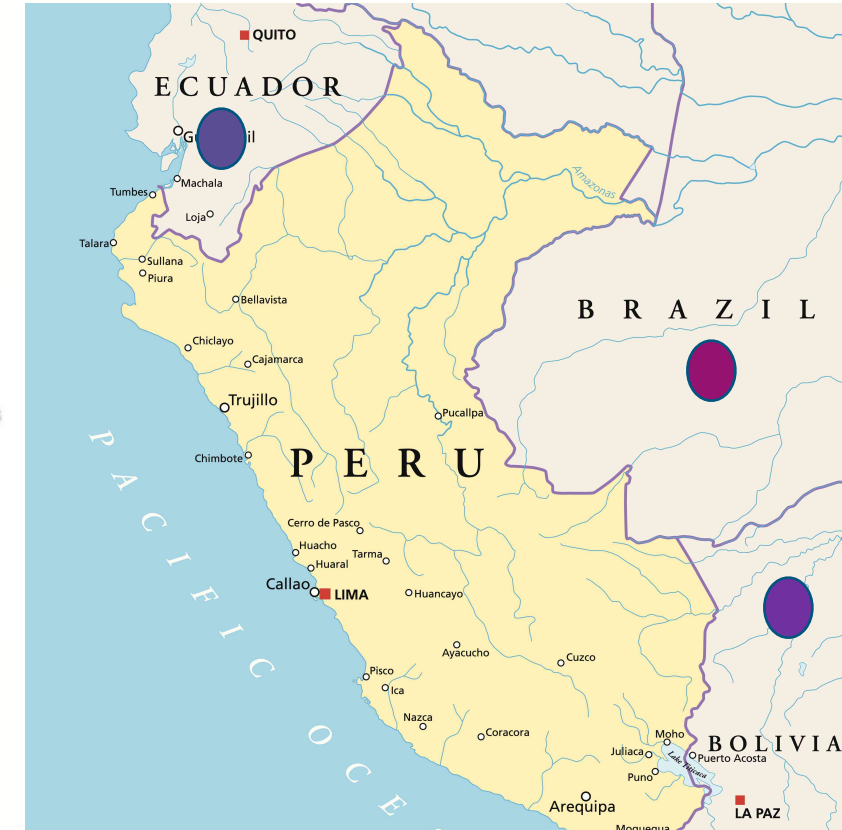 QUITO
ECUADOR
Machala
Tumbes
Loja
Amazonas
Talara
Sullana
Piura
Bellavista
BRAZIL
Chiclayo
Cajamarca
Trujillo
Pucallpa
PERU
Chimbote
PACIFIC OCE
Cerro de Pasco
Huacho
Tarma
Huaral
Callao
LIMA
Huancayo
Ayacucho
Cuzco
Pisco
Ica
Nazca
Coracora
Moho
BOLIVIA
Juliaca
Puerto Acosta
Lake Titicaca
Puno
Arequipa
LA PAZ
Moquegua